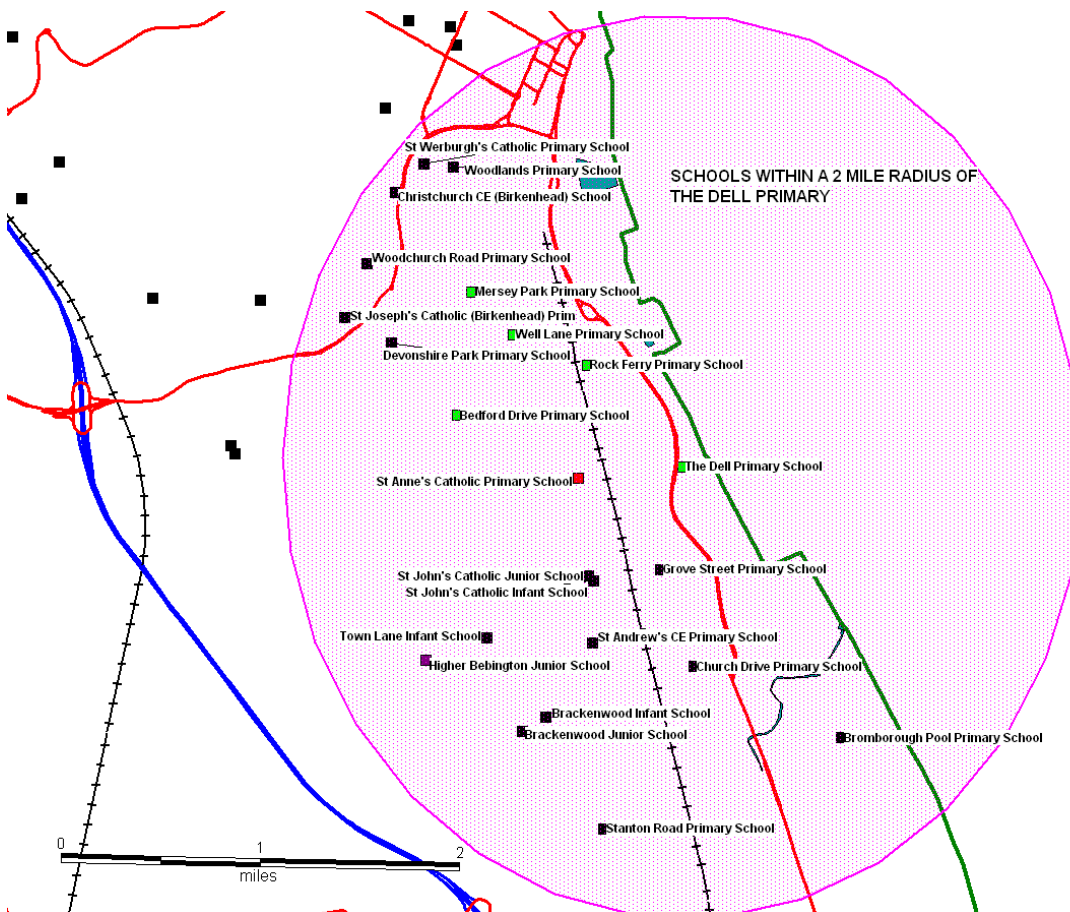 St Werburgh's Catholic Primary School
Woodlands Primary School
SCHOOLS WITHIN A 2 MILE RADIUS OF
THE DELL PRIMARY
Christchurch CE (Birkenhead) School
Woodchurch Road Primary School
Mersey Park Primary School
St Joseph's Catholic (Birkenhead) Prim
Well Lane Primary School
Devonshire Park Primary School
Rock Ferry Primary School
Bedford Drive Primary School
The Dell Primary School
St Anne's Catholic Primary School
Grove Street Primary School
St John's Catholic Junior School
St John's Catholic Infant School
Town Lane Infant School
St Andrew's CE Primary School
Higher Bebington Junior School
Church Drive Primary School
Brackenwood Infant School
Brackenwood Junior School
Bromborough Pool Primary School
Stanton Road Primary School
0 1 2
miles